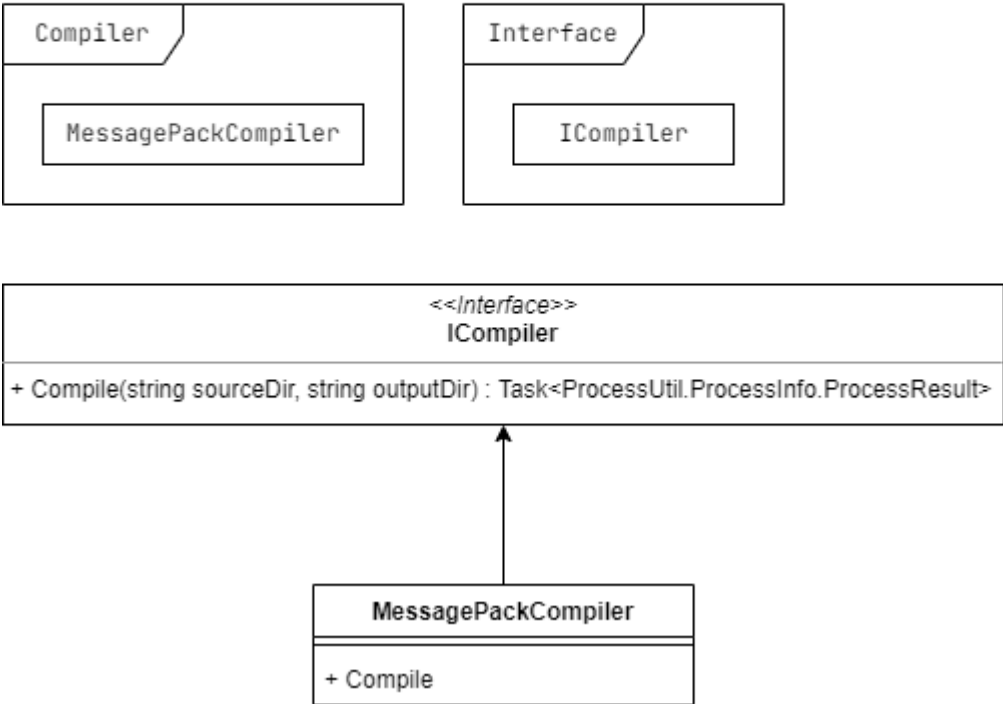 Compiler
MessagePackCompiler
Interface
ICompiler
<<Interface>>
ICompiler
+ Compile(string sourceDir, string outputDir) : Task<ProcessUtil.ProcessInfo.ProcessResult>
MessagePackCompiler
+ Compile